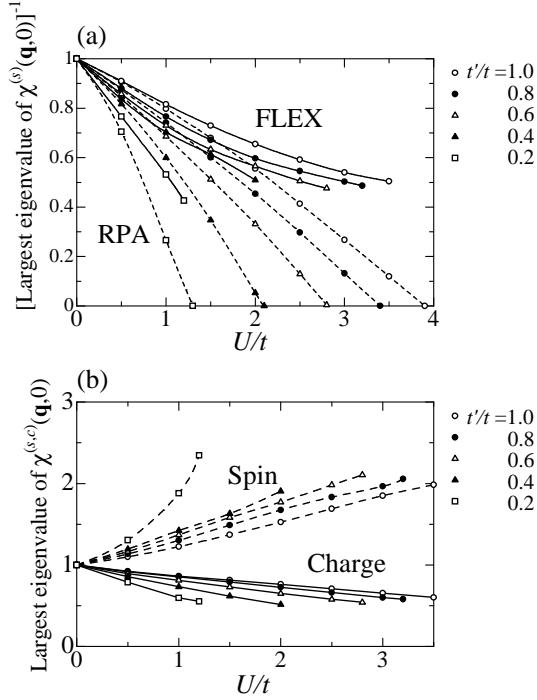 (a)
[Largest eigenvalue of χ^(s)(q,0)]^-1
1
0.8
0.6
0.4
0.2
0
FLEX
RPA
0 1 2 3 4
U/t
t'/t = 1.0
0.8
0.6
0.4
0.2
(b)
Largest eigenvalue of χ^(s,c)(q,0)
3
2
1
0
Spin
Charge
0 1 2 3
U/t
t'/t = 1.0
0.8
0.6
0.4
0.2